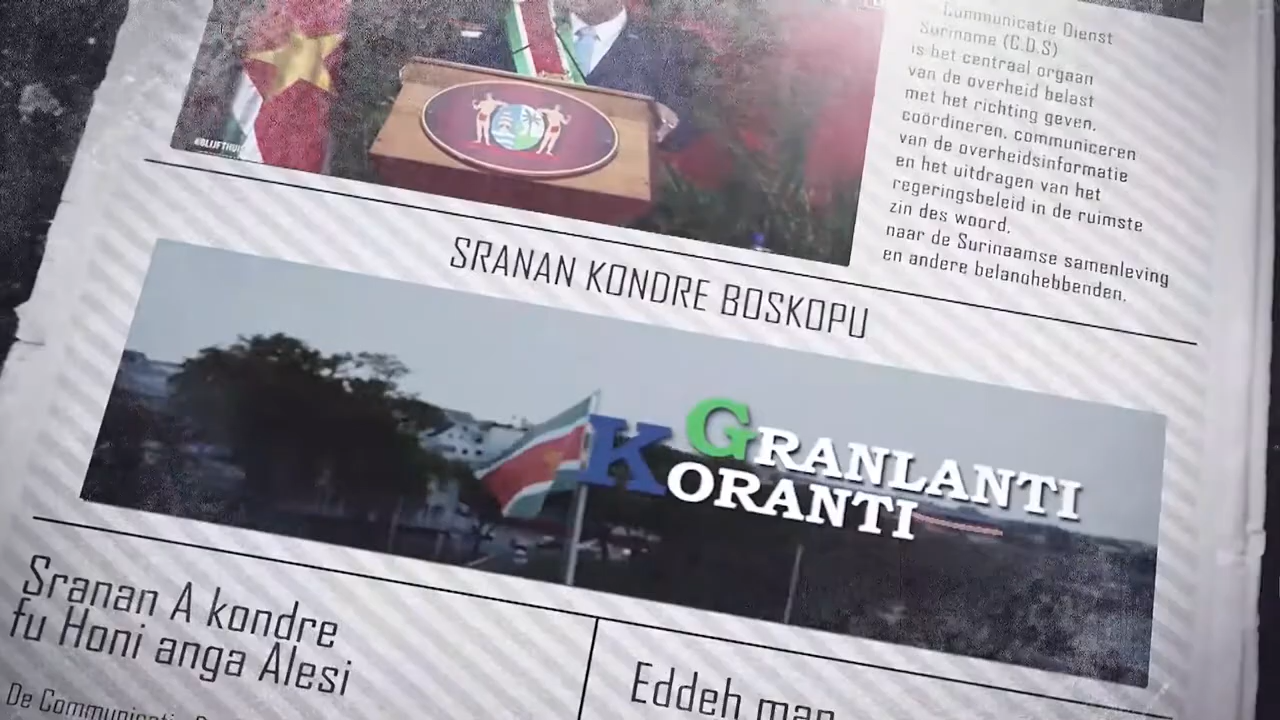 Communicatie Dienst
Suriname (C.D.S)
is het centraal orgaan
van de overheid belast
met het richting geven,
coördineren, communiceren
van de overheidsinformatie
en het uitdragen van het
regeringsbeleid in de ruimste
zin des woord,
naar de Surinaamse samenleving
en andere belanghebbenden.
SRANAN KONDRE BOSKOPU
GRANLANTI
KORANTI
Sranan A kondre
fu Honi anga Alesi
Eddeh man
De